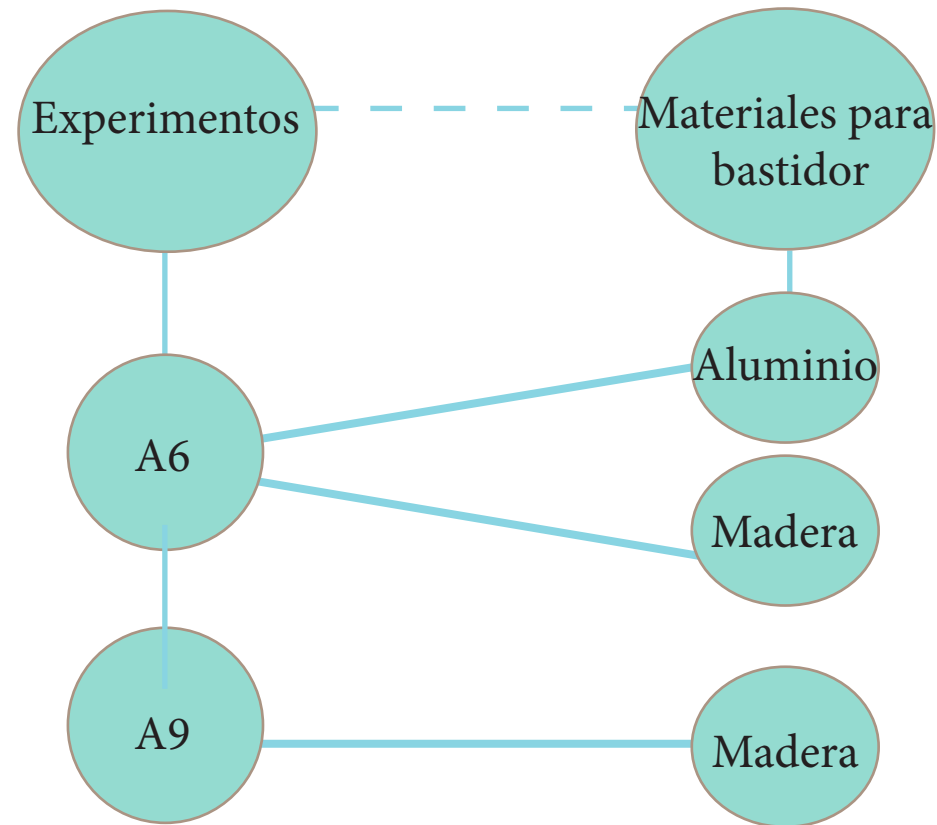 Experimentos
Materiales para
bastidor
Aluminio
A6
Madera
A9
Madera